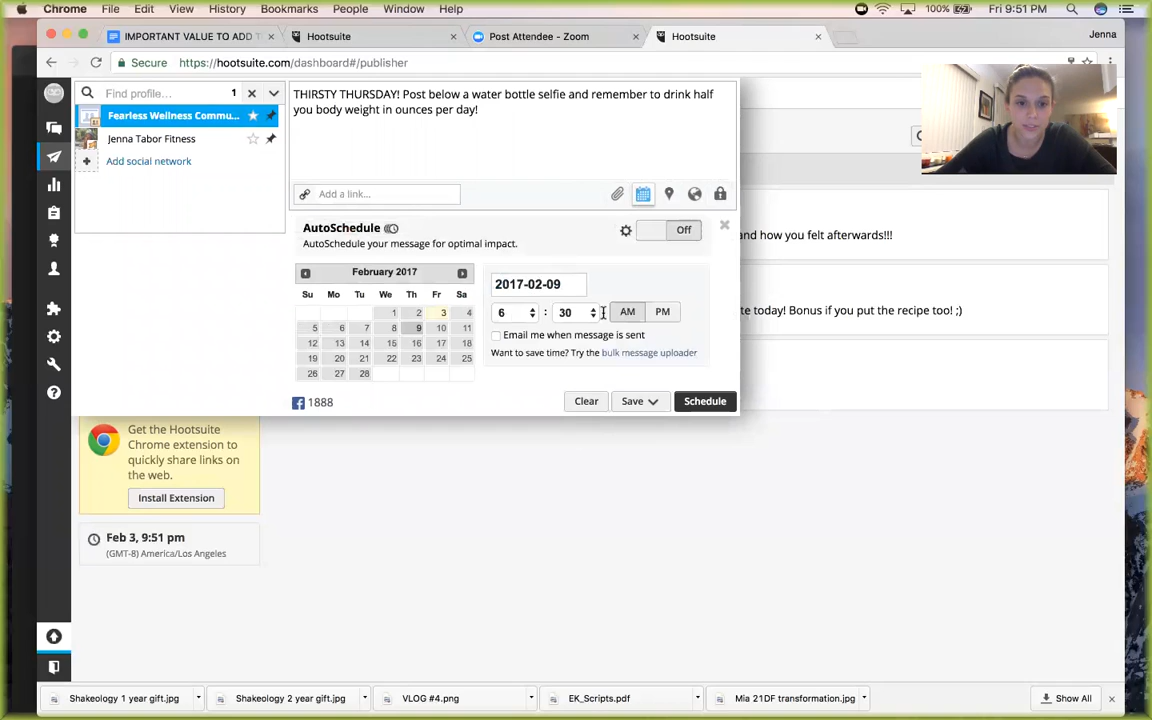 Chrome File Edit View History Bookmarks People Window Help 100% Fri 9:51 PM
IMPORTANT VALUE TO ADD T × Hootsuite × Post Attendee - Zoom × Hootsuite × Jenna
Secure https://hootsuite.com/dashboard#/publisher
Find profile... 1
Fearless Wellness Commu...
Jenna Tabor Fitness
Add social network
THIRSTY THURSDAY! Post below a water bottle selfie and remember to drink half
you body weight in ounces per day!
Add a link...
AutoSchedule
AutoSchedule your message for optimal impact.
Off
February 2017
Su Mo Tu We Th Fr Sa
1 2 3 4
5 6 7 8 9 10 11
12 13 14 15 16 17 18
19 20 21 22 23 24 25
26 27 28
2017-02-09
6 : 30 AM PM
Email me when message is sent
Want to save time? Try the bulk message uploader
1888
Clear Save Schedule
and how you felt afterwards!!!
te today! Bonus if you put the recipe too! ;)
Get the Hootsuite
Chrome extension to
quickly share links on
the web.
Install Extension
Feb 3, 9:51 pm
(GMT-8) America/Los Angeles
Shakeology 1 year gift.jpg Shakeology 2 year gift.jpg VLOG #4.png EK_Scripts.pdf Mia 21DF transformation.jpg Show All